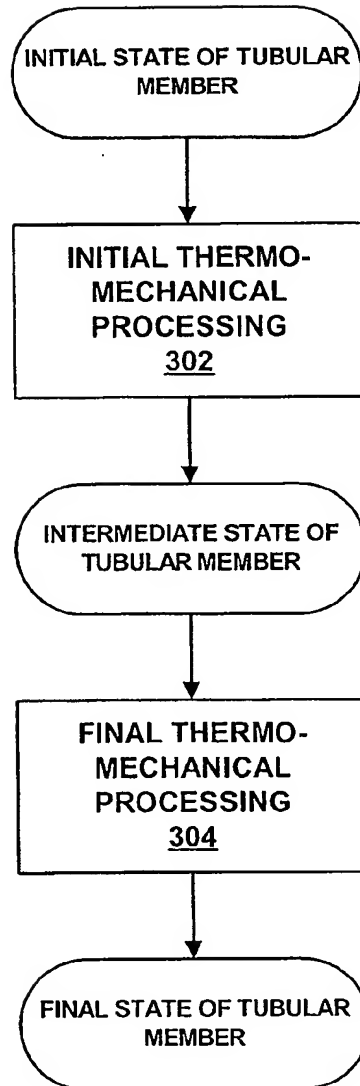 INITIAL STATE OF TUBULAR
MEMBER
INITIAL THERMO-
MECHANICAL
PROCESSING
302
INTERMEDIATE STATE OF
TUBULAR MEMBER
FINAL THERMO-
MECHANICAL
PROCESSING
304
FINAL STATE OF TUBULAR
MEMBER